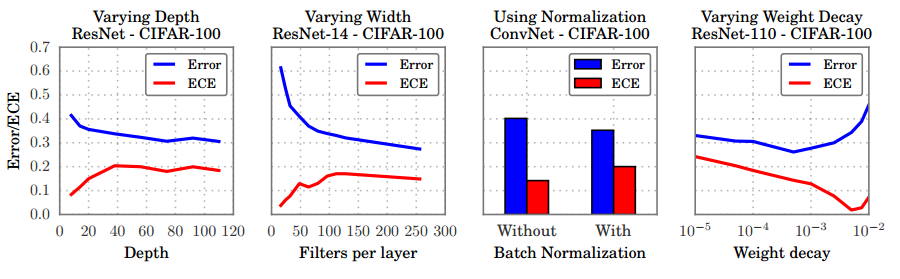 Varying Depth
ResNet - CIFAR-100
Varying Width
ResNet-14 - CIFAR-100
Using Normalization
ConvNet - CIFAR-100
Varying Weight Decay
ResNet-110 - CIFAR-100
Error/ECE
0.7
0.6
0.5
0.4
0.3
0.2
0.1
0.0
Error
ECE
0 20 40 60 80 100 120
Depth
Error
ECE
0 50 100 150 200 250 300
Filters per layer
Error
ECE
Without With
Batch Normalization
Error
ECE
10⁻⁵ 10⁻⁴ 10⁻³ 10⁻²
Weight decay